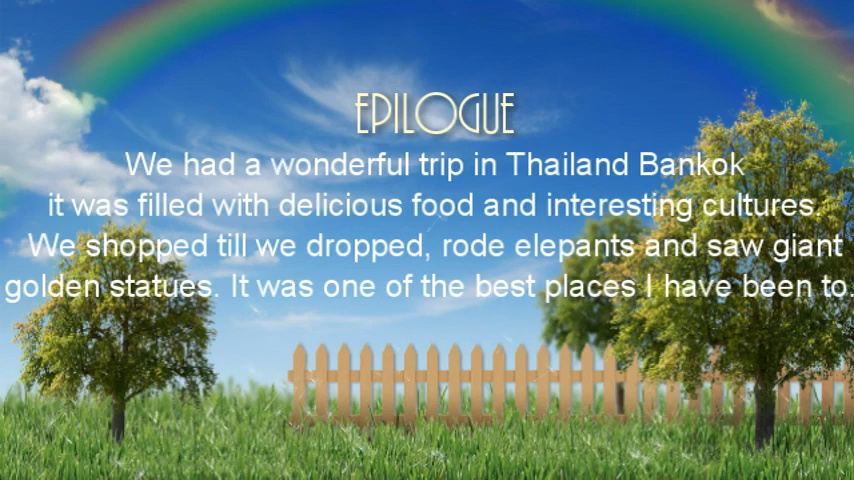 EPILOGUE
We had a wonderful trip in Thailand Bankok
it was filled with delicious food and interesting cultures.
We shopped till we dropped, rode elepants and saw giant
golden statues. It was one of the best places I have been to.